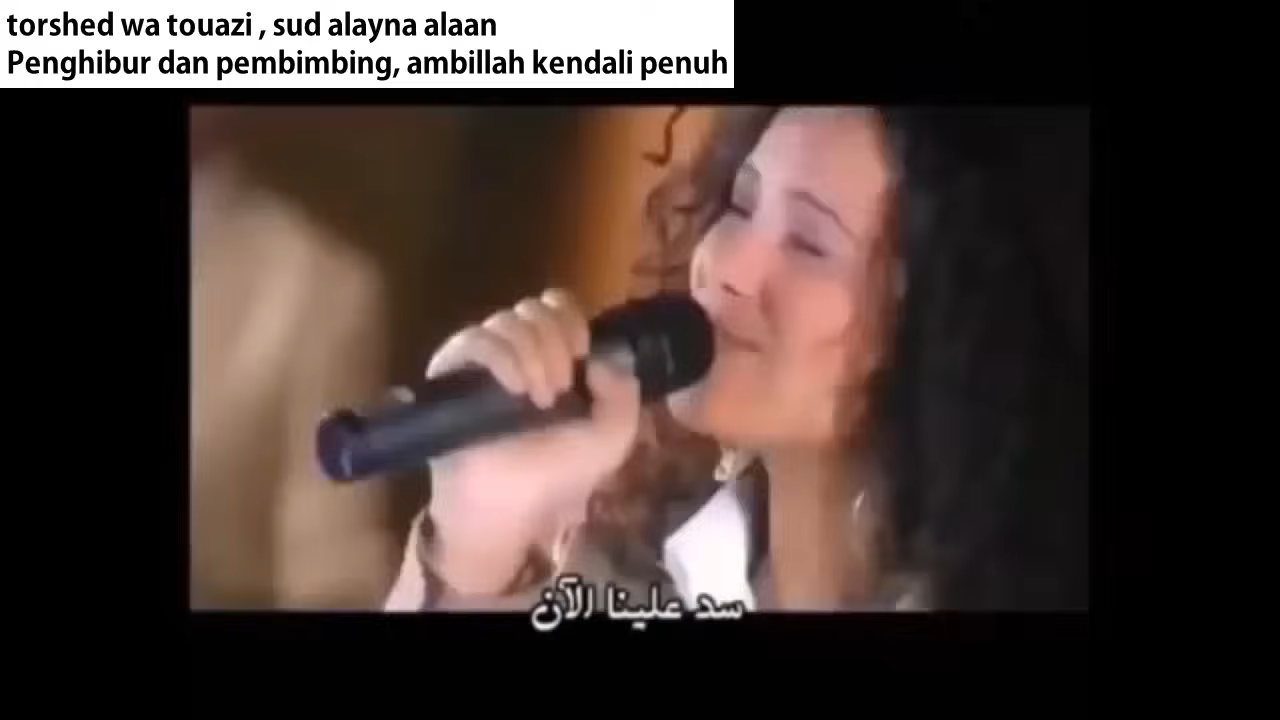 torshed wa touazi , sud alayna alaan
Penghibur dan pembimbing, ambillah kendali penuh
سد علينا الآن